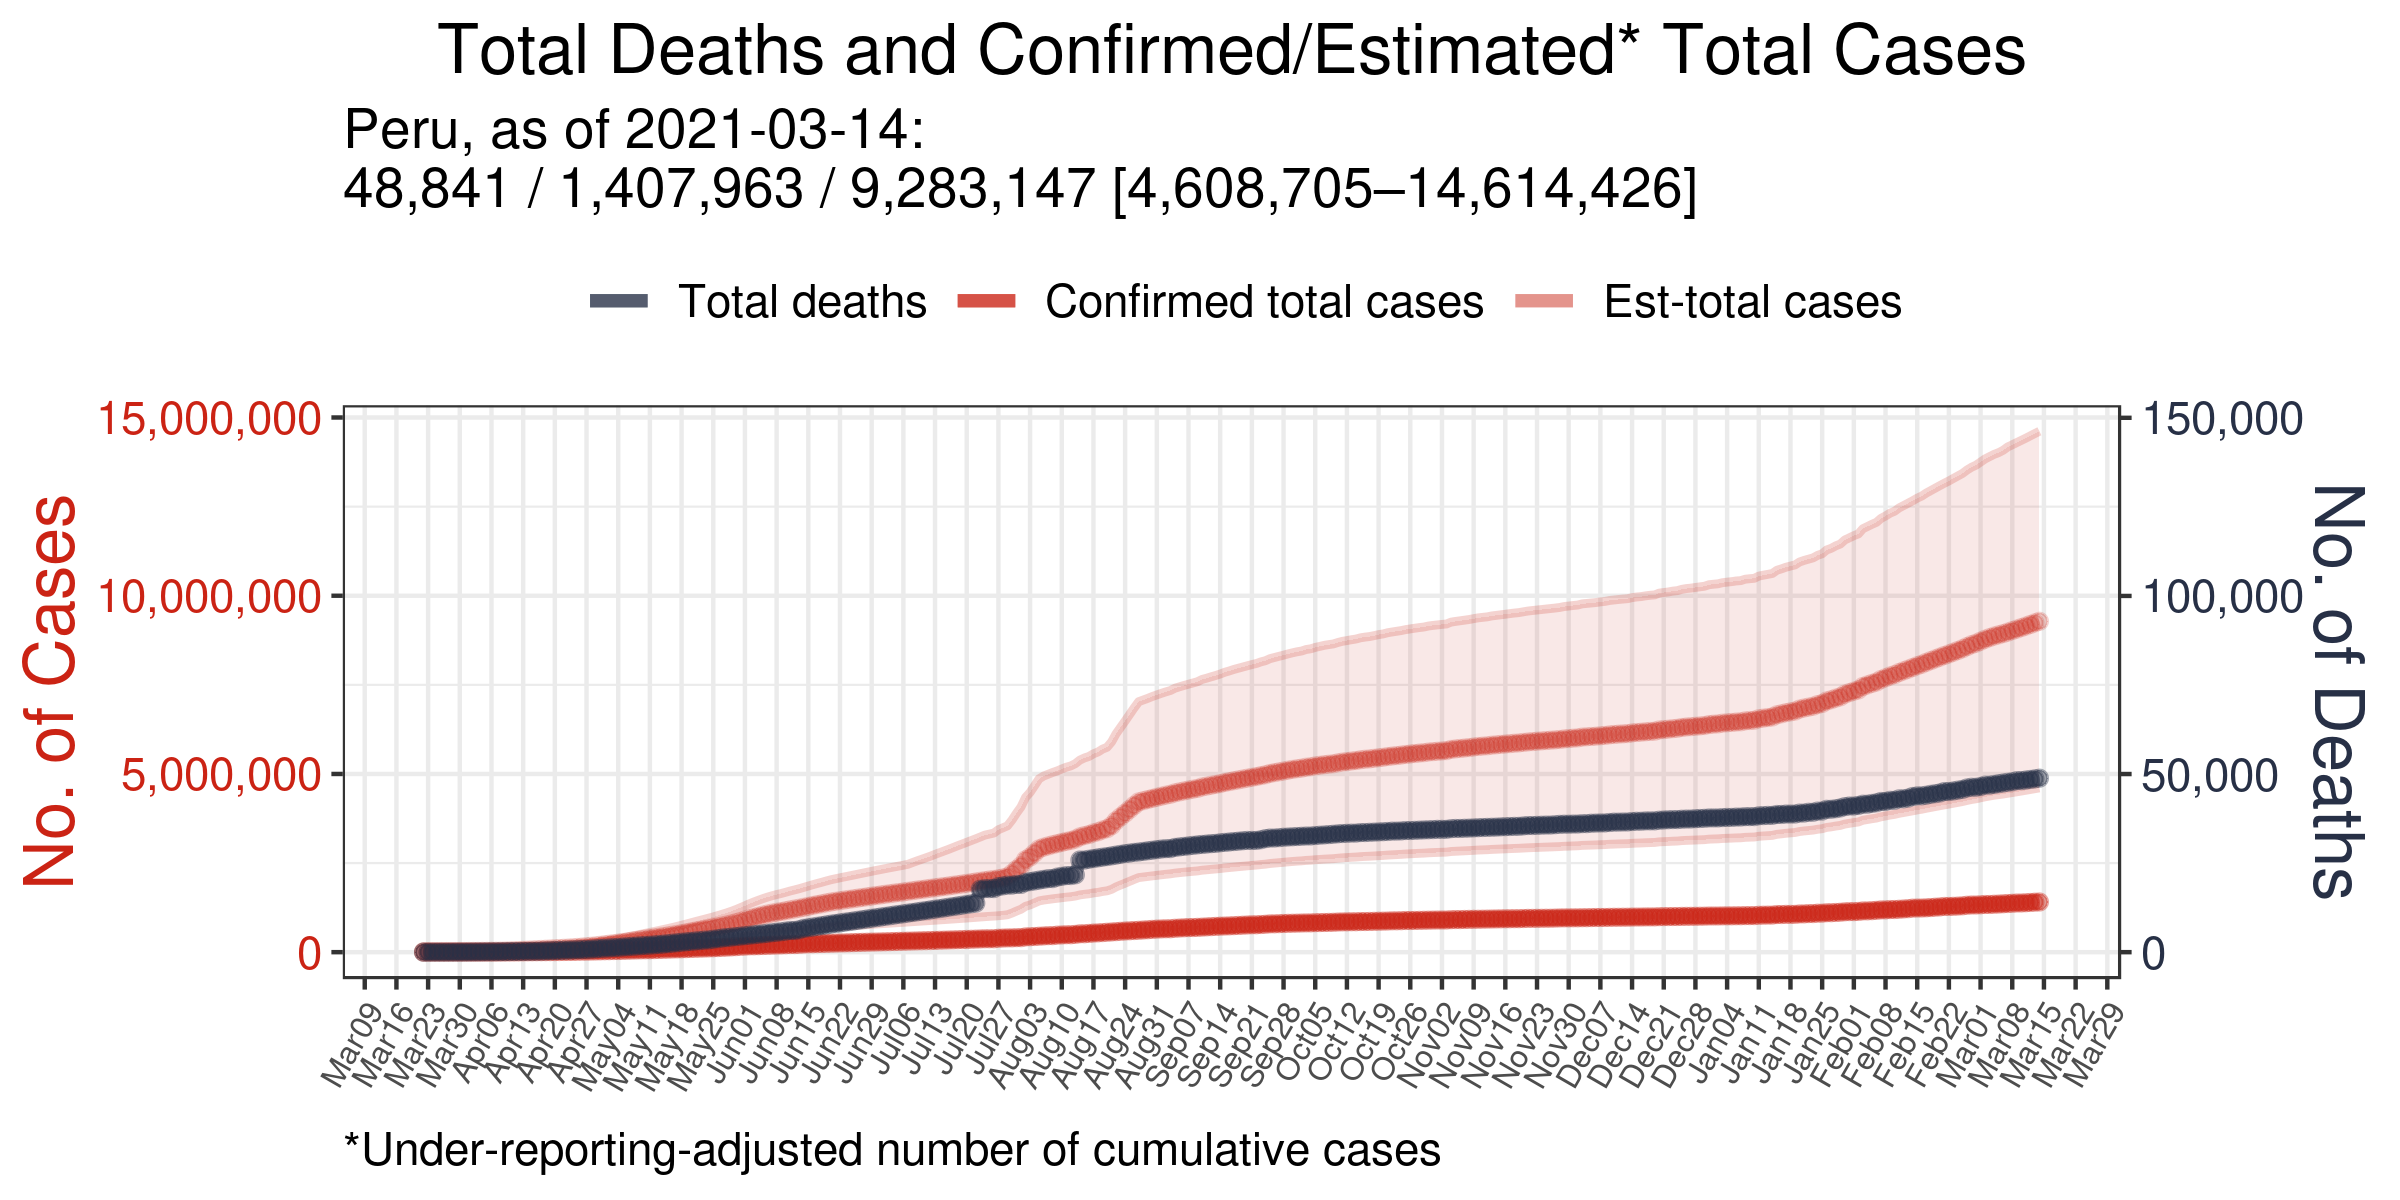 Total Deaths and Confirmed/Estimated* Total Cases
Peru, as of 2021-03-14:
48,841 / 1,407,963 / 9,283,147 [4,608,705–14,614,426]
Total deaths
Confirmed total cases
Est-total cases
No. of Cases
15,000,000
10,000,000
5,000,000
0
150,000
100,000
50,000
0
No. of Deaths
Mar09
Mar16
Mar23
Mar30
Apr06
Apr13
Apr20
Apr27
May04
May11
May18
May25
Jun01
Jun08
Jun15
Jun22
Jun29
Jul06
Jul13
Jul20
Jul27
Aug03
Aug10
Aug17
Aug24
Aug31
Sep07
Sep14
Sep21
Sep28
Oct05
Oct12
Oct19
Oct26
Nov02
Nov09
Nov16
Nov23
Nov30
Dec07
Dec14
Dec21
Dec28
Jan04
Jan11
Jan18
Jan25
Feb01
Feb08
Feb15
Feb22
Mar01
Mar08
Mar15
Mar22
Mar29
*Under-reporting-adjusted number of cumulative cases